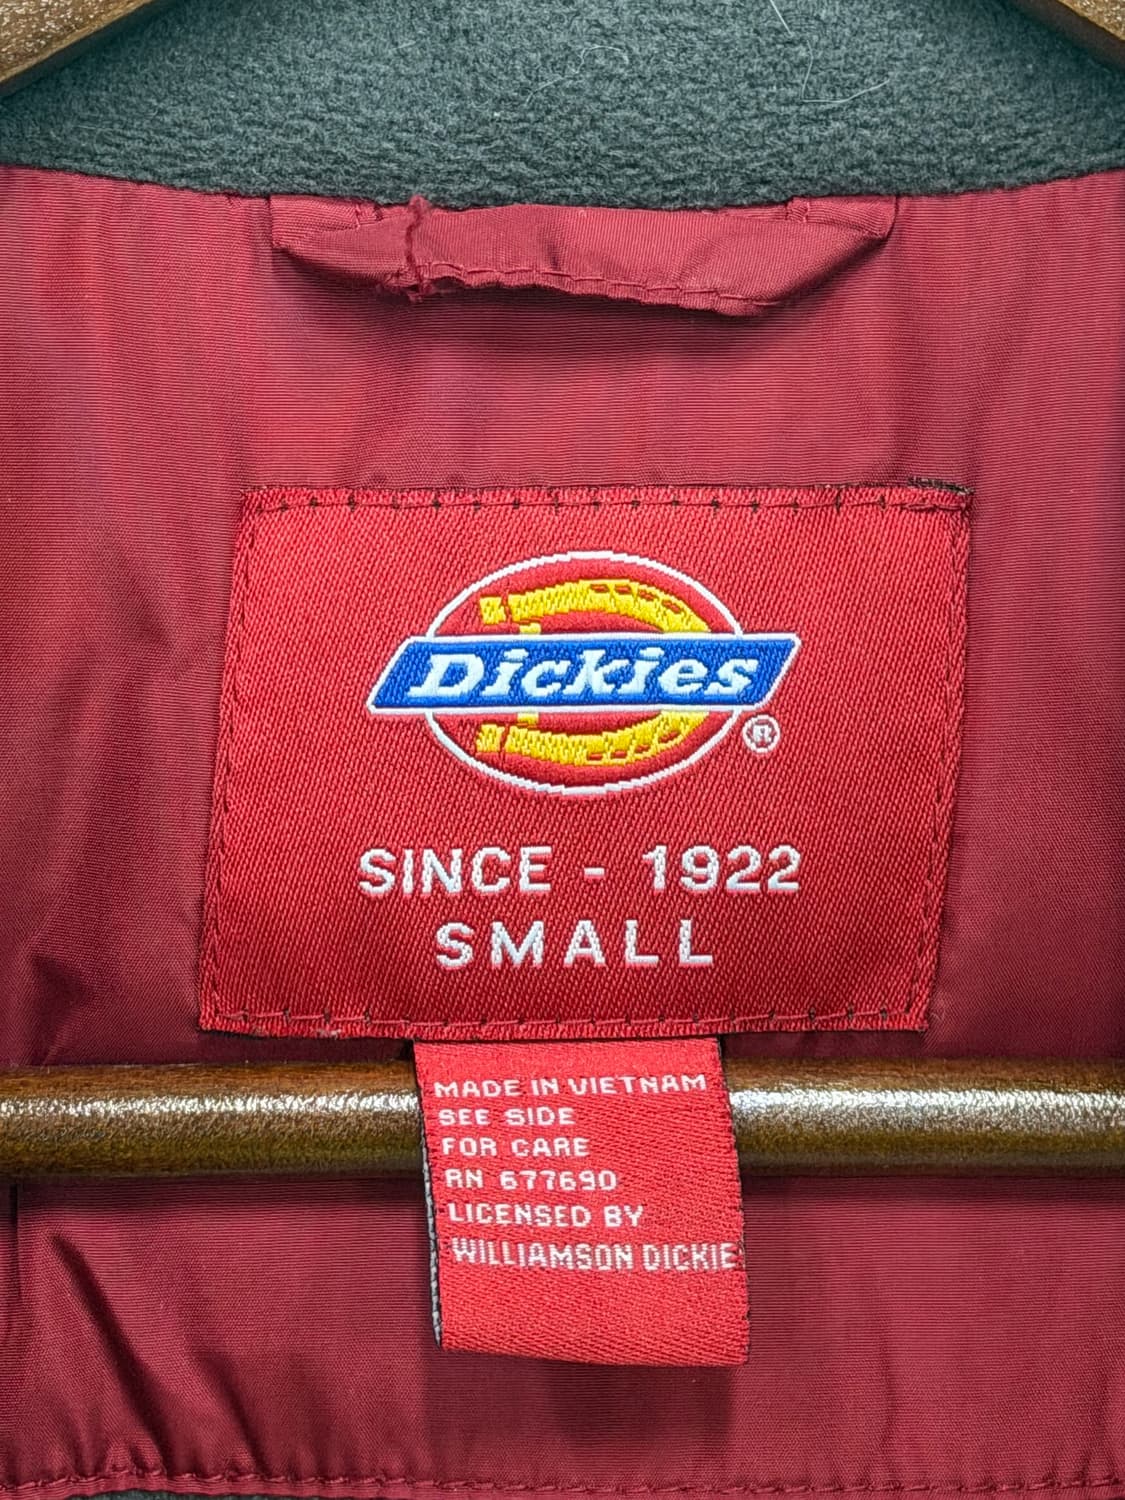 Dickies
®
SINCE - 1922
SMALL
MADE IN VIETNAM
SEE SIDE
FOR CARE
RN 677690
LICENSED BY
WILLIAMSON DICKIE